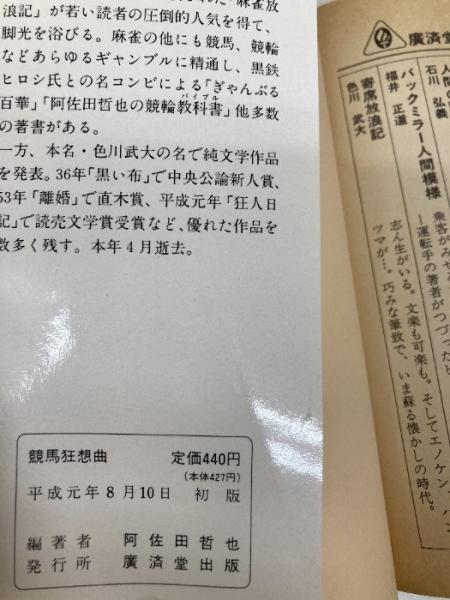 浪記」が若い読者の圧倒的人気を得て、
脚光を浴びる。麻雀の他にも競馬、競輪
などあらゆるギャンブルに精通し、黒鉄
ヒロシ氏との名コンビによる「ぎゃんぶる
百華」「阿佐田哲也の競輪教科書」他多数
バイブル
の著書がある。
一方、本名・色川武大の名で純文学作品
を発表。36年「黒い布」で中央公論新人賞、
53年「離婚」で直木賞、平成元年「狂人日
記」で読売文学賞受賞など、優れた作品を
数多く残す。本年4月逝去。
競馬狂想曲 定価440円
(本体427円)
平成元年8月10日 初版
編著者 阿佐田哲也
発行所 廣済堂出版
廣済堂
石川 弘義
バックミラー人間模様
福井 正道
―運転手の著者がつづった
寄席放浪記
色川 武大
志ん生がいる。文楽も可楽も。そしてエノケン、
ツマが…。巧みな筆致で、いま蘇る懐かしの時代。